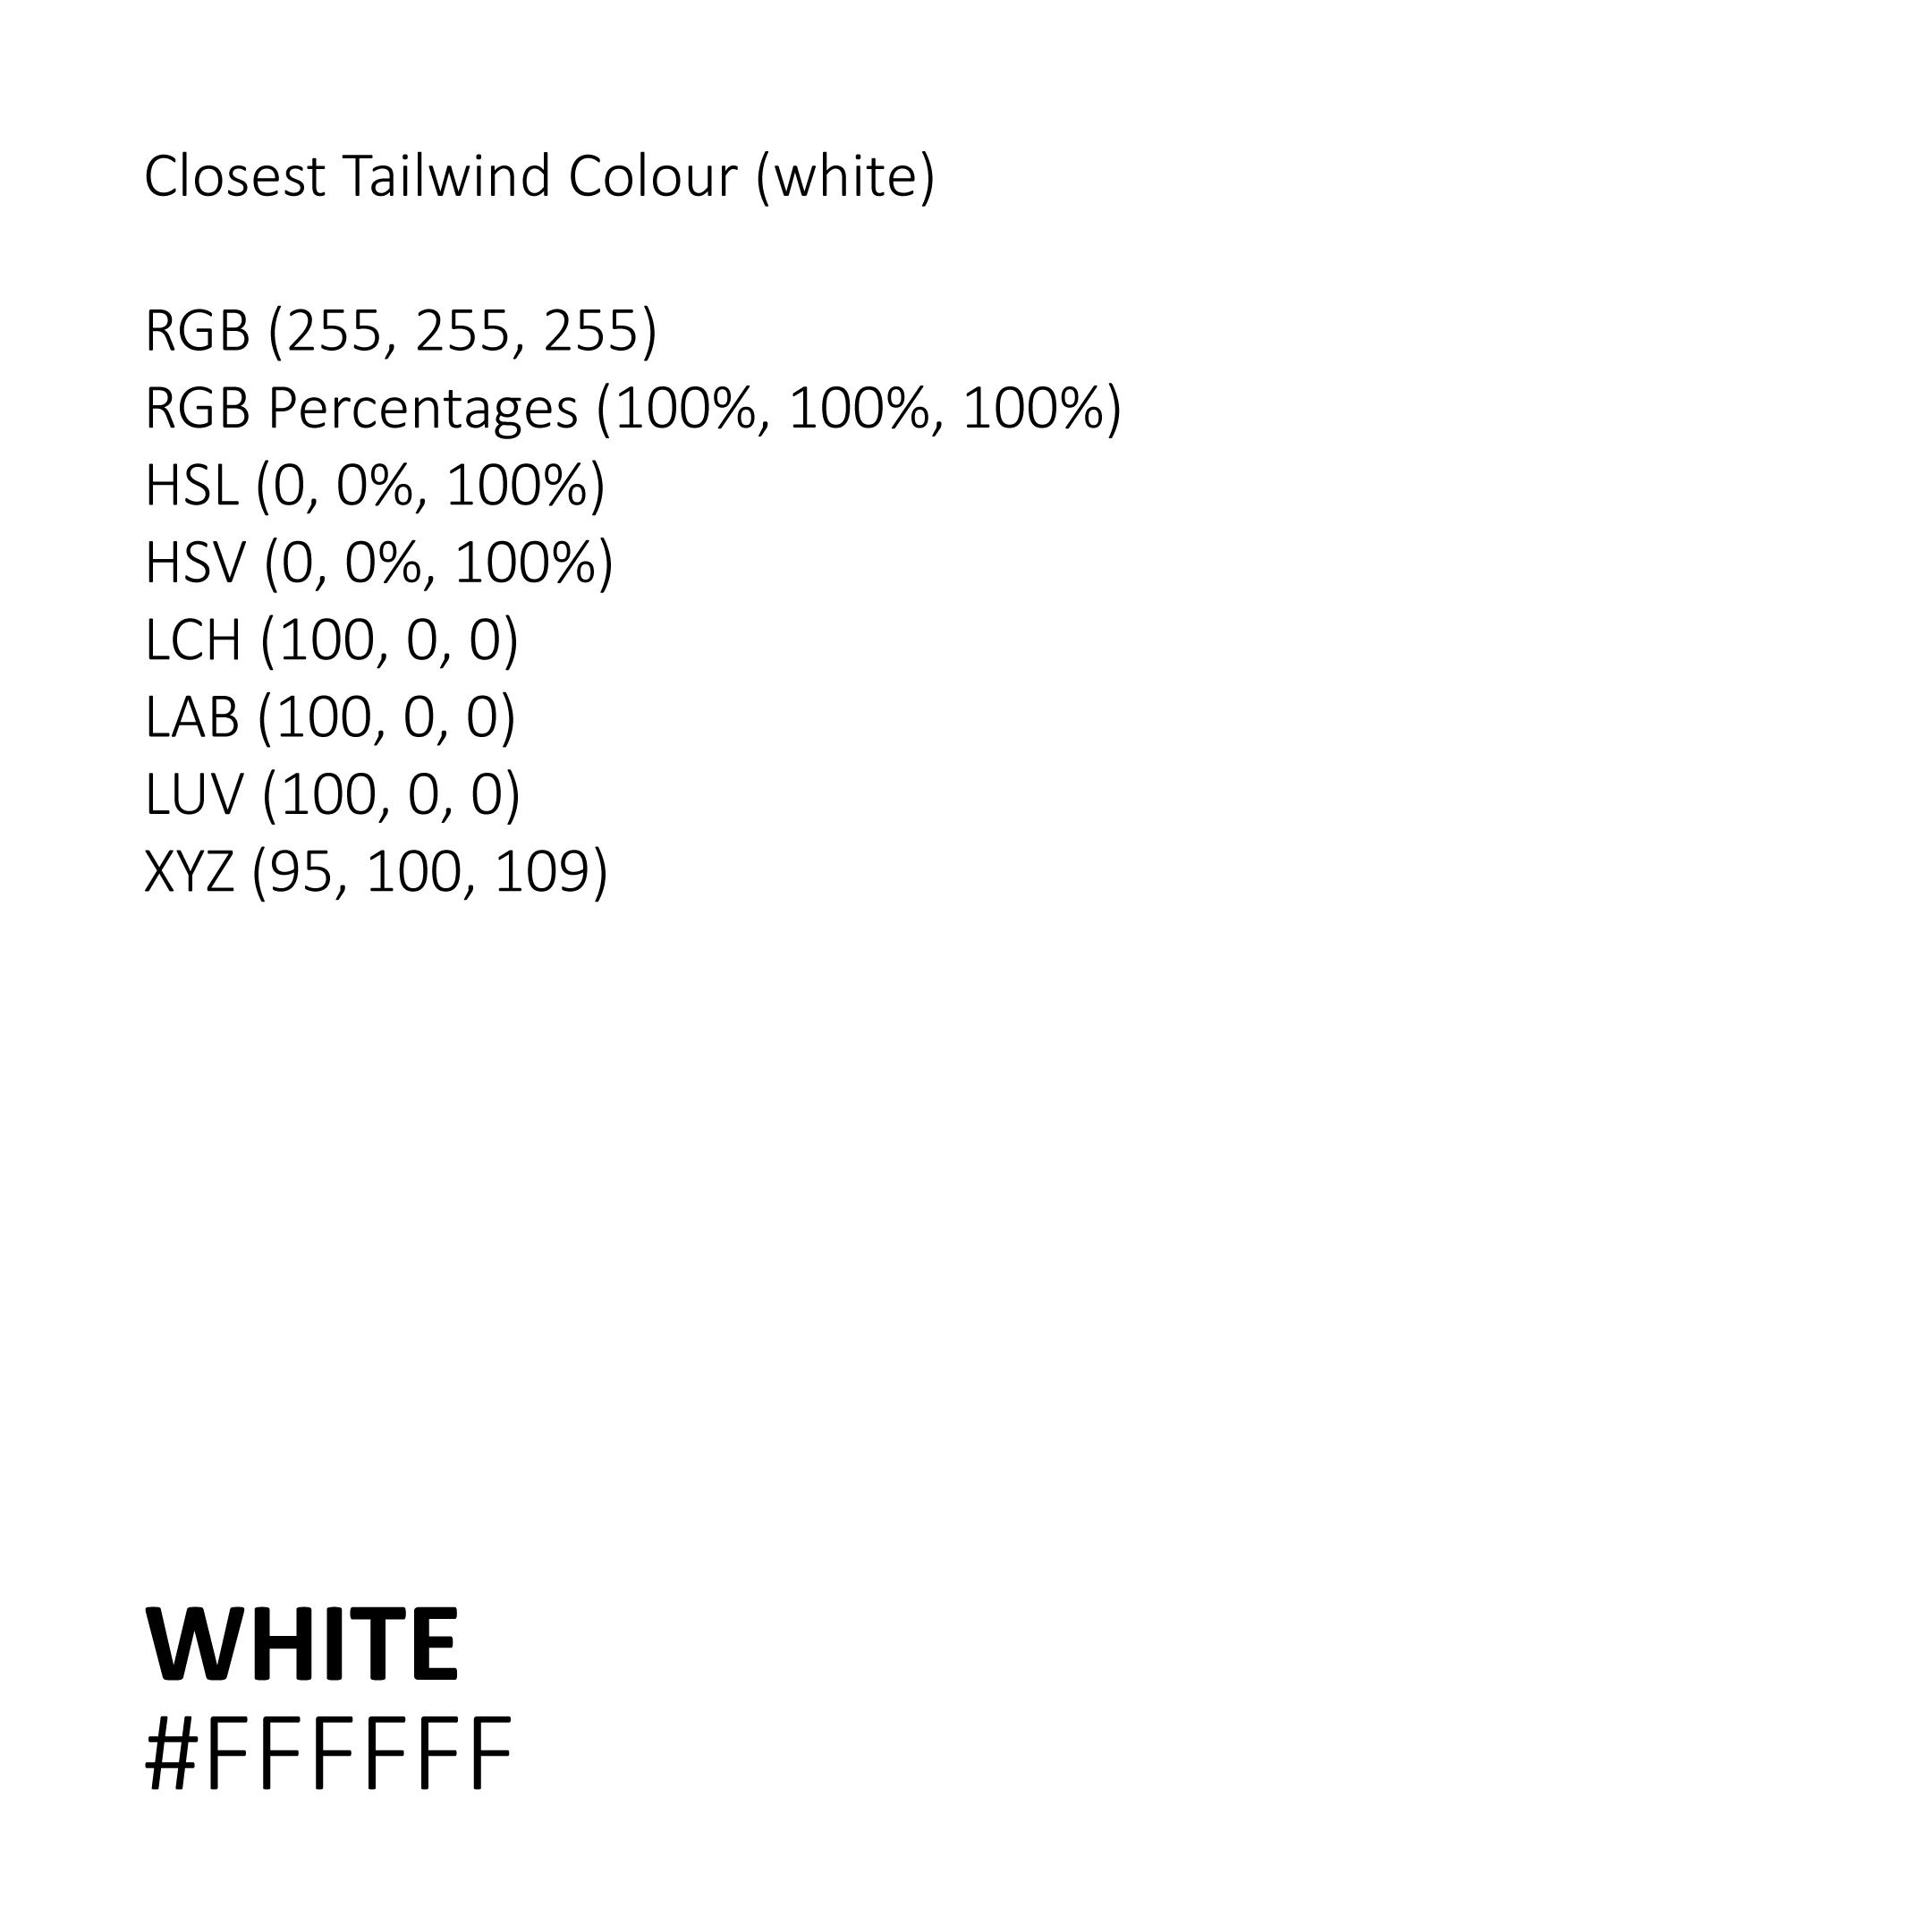 Closest Tailwind Colour (white)
RGB (255, 255, 255)
RGB Percentages (100%, 100%, 100%)
HSL (0, 0%, 100%)
HSV (0, 0%, 100%)
LCH (100, 0, 0)
LAB (100, 0, 0)
LUV (100, 0, 0)
XYZ (95, 100, 109)
WHITE
#FFFFFF